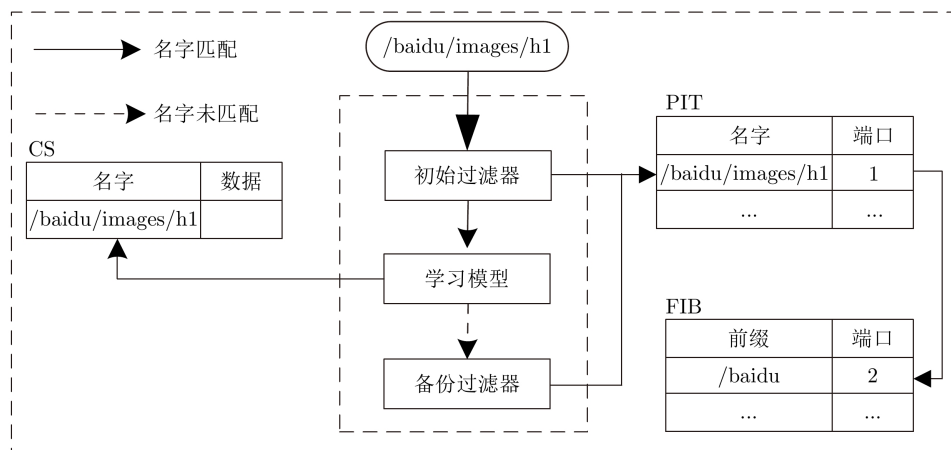 /baidu/images/h1
名字匹配
名字未匹配
CS
名字 数据
/baidu/images/h1
初始过滤器
学习模型
备份过滤器
PIT
名字 端口
/baidu/images/h1 1
... ...
FIB
前缀 端口
/baidu 2
... ...